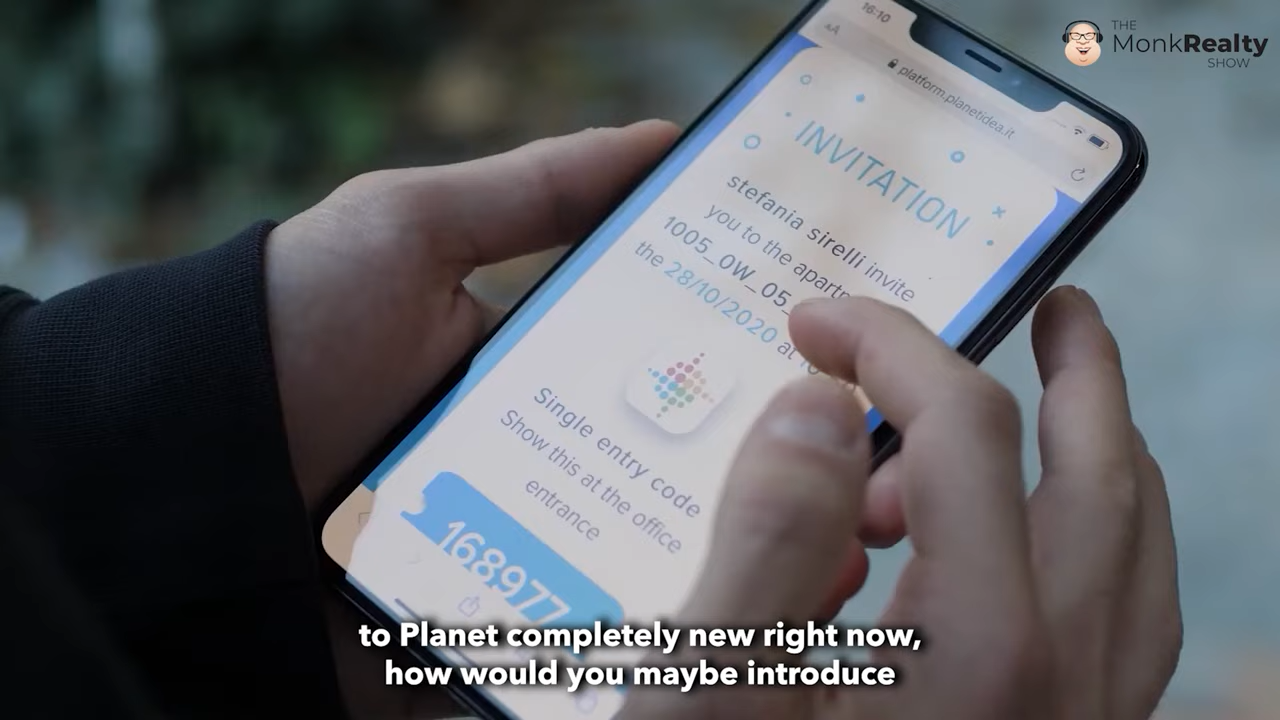 THE
MonkRealty
SHOW
16:10
AA
platform.planetidea.it
INVITATION
stefania sirelli invite
you to the apartm
1005_0W_05_
the 28/10/2020 at
Single entry code
Show this at the office
entrance
168977
to Planet completely new right now,
how would you maybe introduce